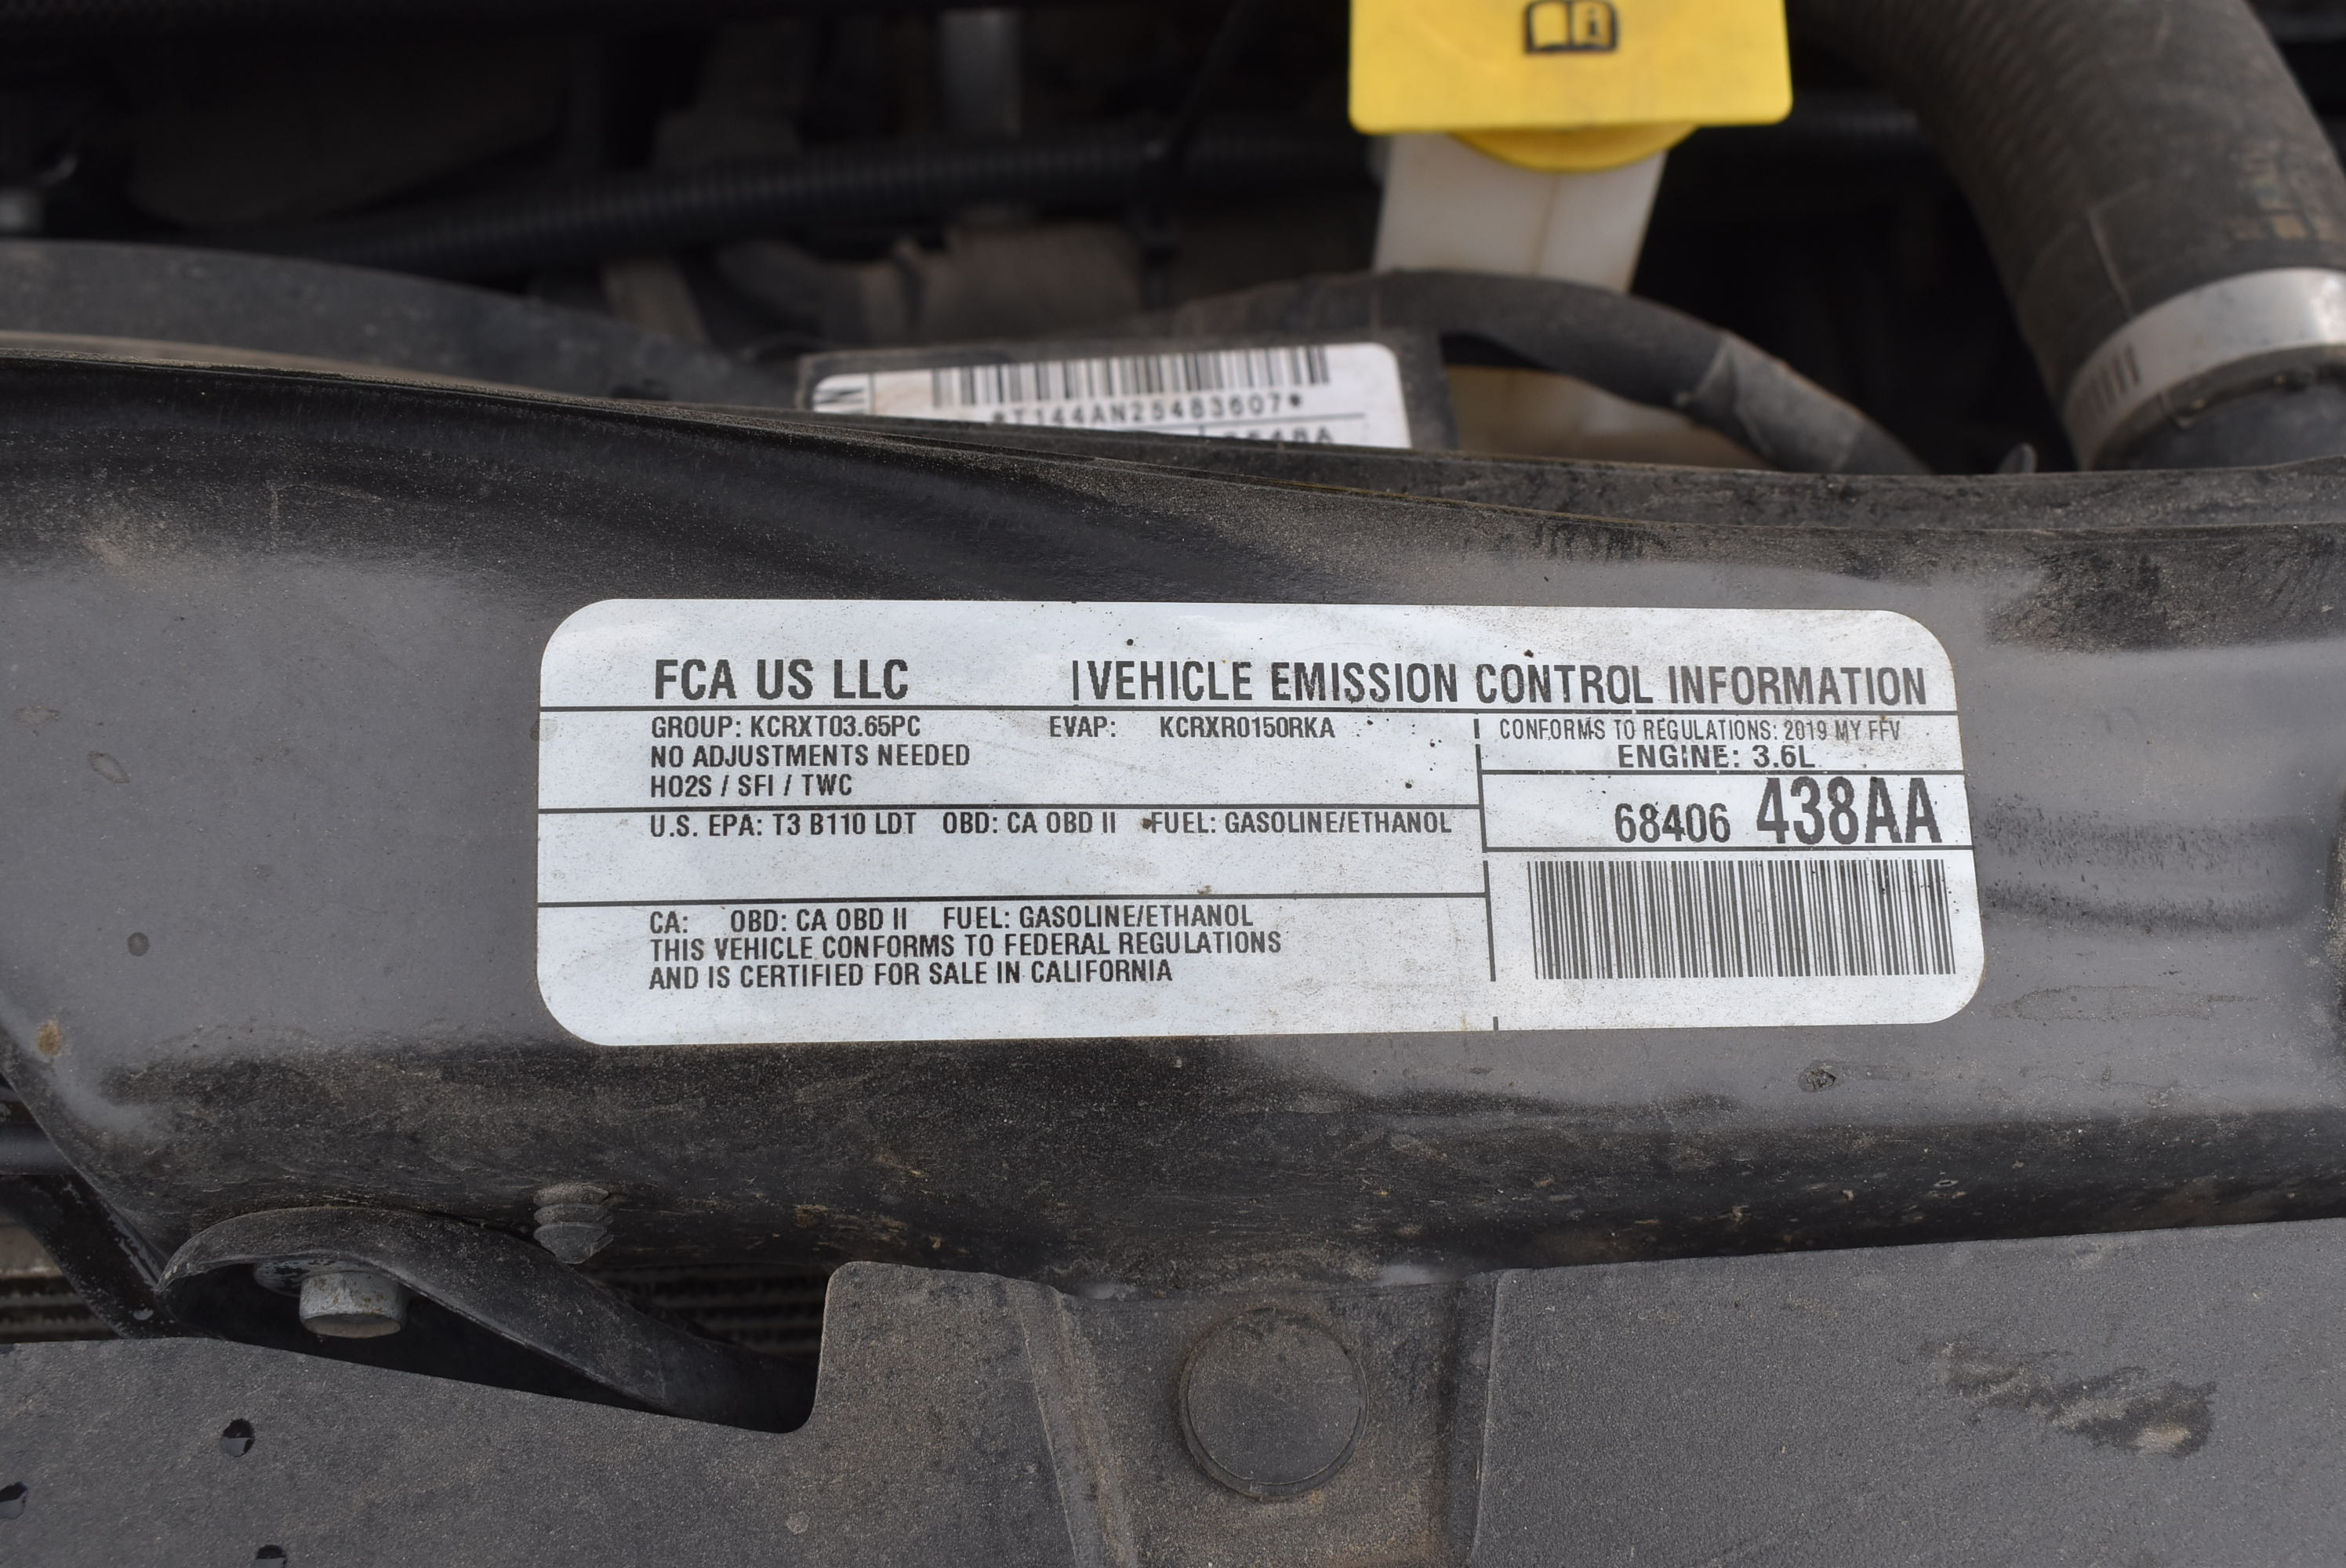 *T144AN25483607*
FCA US LLC VEHICLE EMISSION CONTROL INFORMATION
GROUP: KCRXT03.65PC EVAP: KCRXR0150RKA CONFORMS TO REGULATIONS: 2019 MY FFV
NO ADJUSTMENTS NEEDED ENGINE: 3.6L
HO2S / SFI / TWC
68406 438AA
U.S. EPA: T3 B110 LDT OBD: CA OBD II FUEL: GASOLINE/ETHANOL
CA: OBD: CA OBD II FUEL: GASOLINE/ETHANOL
THIS VEHICLE CONFORMS TO FEDERAL REGULATIONS
AND IS CERTIFIED FOR SALE IN CALIFORNIA